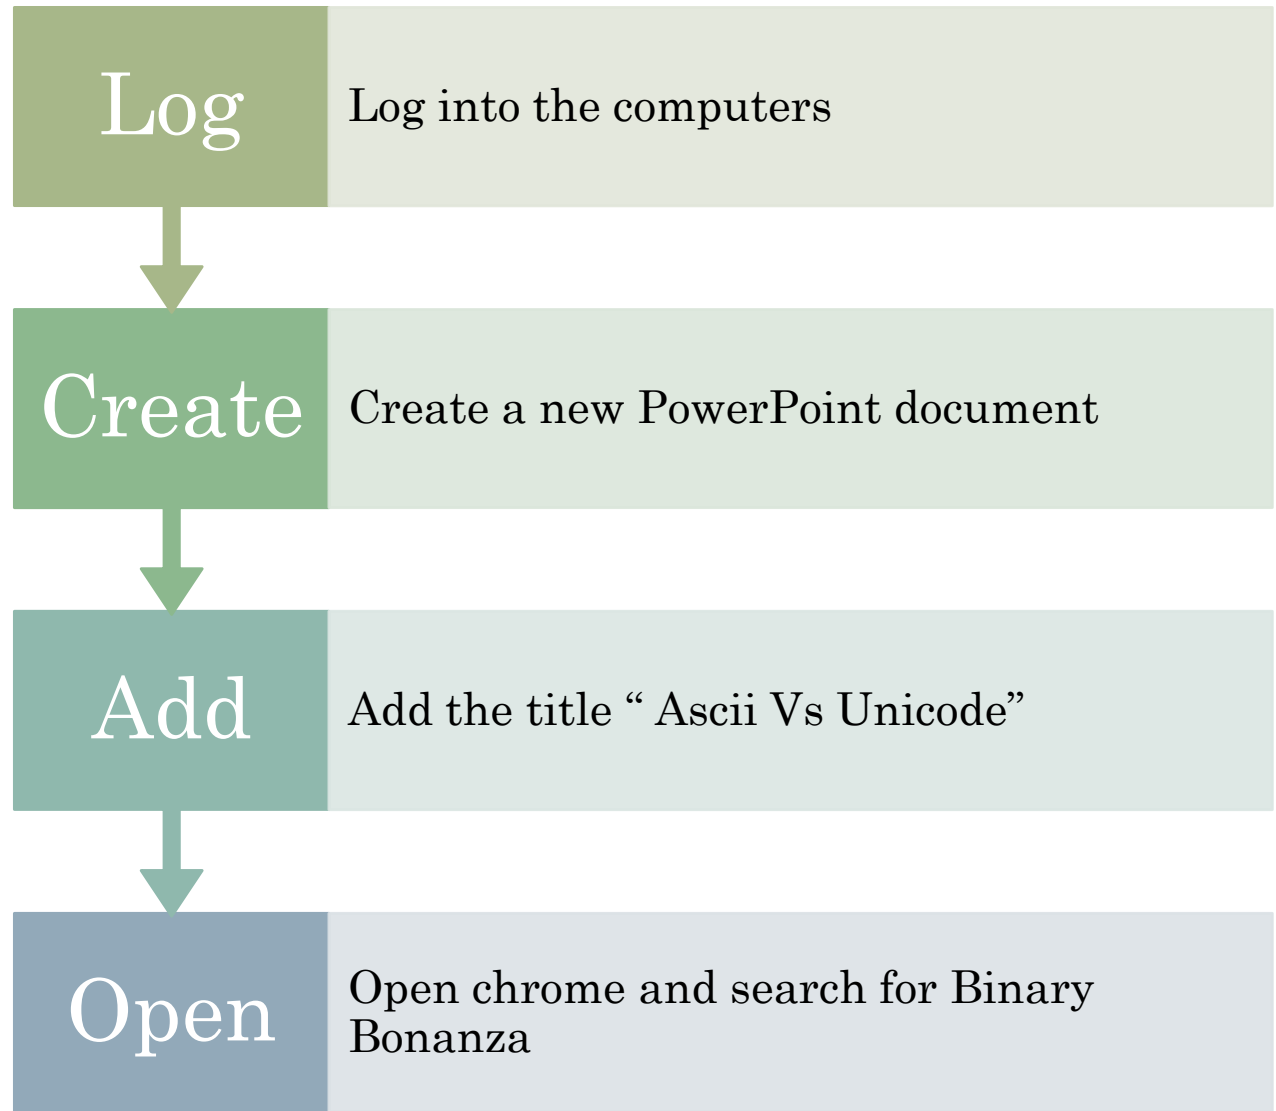 Log
Log into the computers
Create
Create a new PowerPoint document
Add
Add the title “ Ascii Vs Unicode”
Open
Open chrome and search for Binary
Bonanza